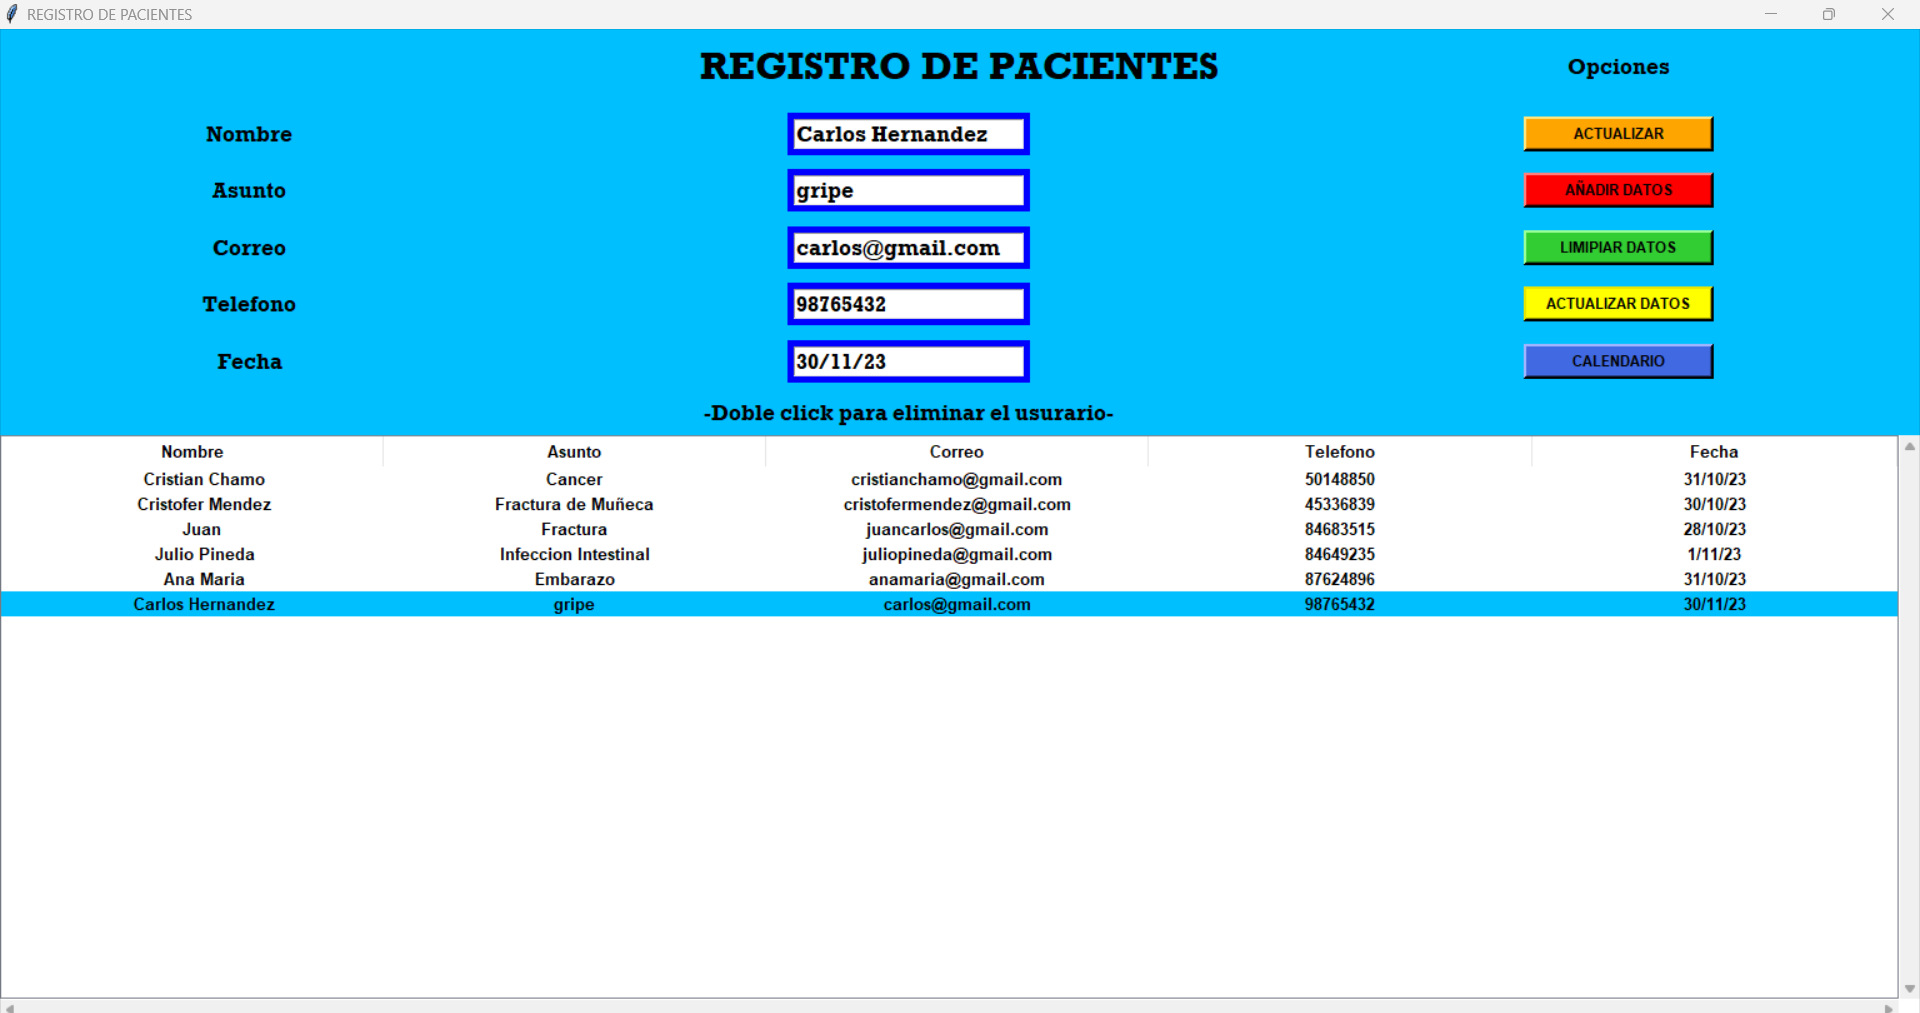 REGISTRO DE PACIENTES
REGISTRO DE PACIENTES
Opciones
Nombre Carlos Hernandez ACTUALIZAR
Asunto gripe AÑADIR DATOS
Correo carlos@gmail.com LIMIPIAR DATOS
Telefono 98765432 ACTUALIZAR DATOS
Fecha 30/11/23 CALENDARIO
-Doble click para eliminar el usurario-
Nombre Asunto Correo Telefono Fecha
Cristian Chamo Cancer cristianchamo@gmail.com 50148850 31/10/23
Cristofer Mendez Fractura de Muñeca cristofermendez@gmail.com 45336839 30/10/23
Juan Fractura juancarlos@gmail.com 84683515 28/10/23
Julio Pineda Infeccion Intestinal juliopineda@gmail.com 84649235 1/11/23
Ana Maria Embarazo anamaria@gmail.com 87624896 31/10/23
Carlos Hernandez gripe carlos@gmail.com 98765432 30/11/23